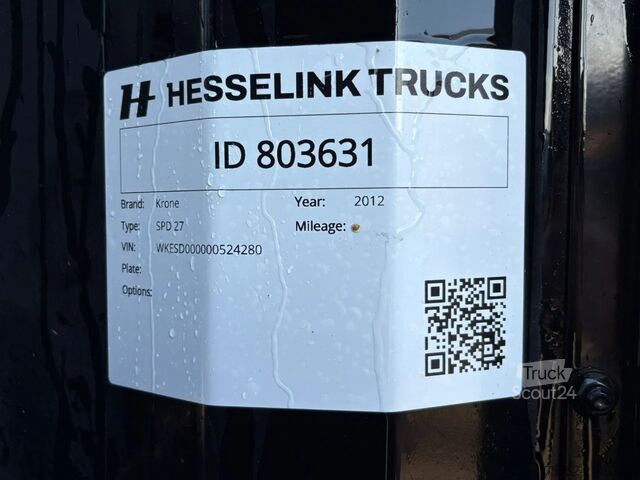 H HESSELINK TRUCKS
ID 803631
Brand: Krone Year: 2012
Type: SPD 27 Mileage:
VIN: WKESD000000524280
Plate:
Options:
Truck
Scout24